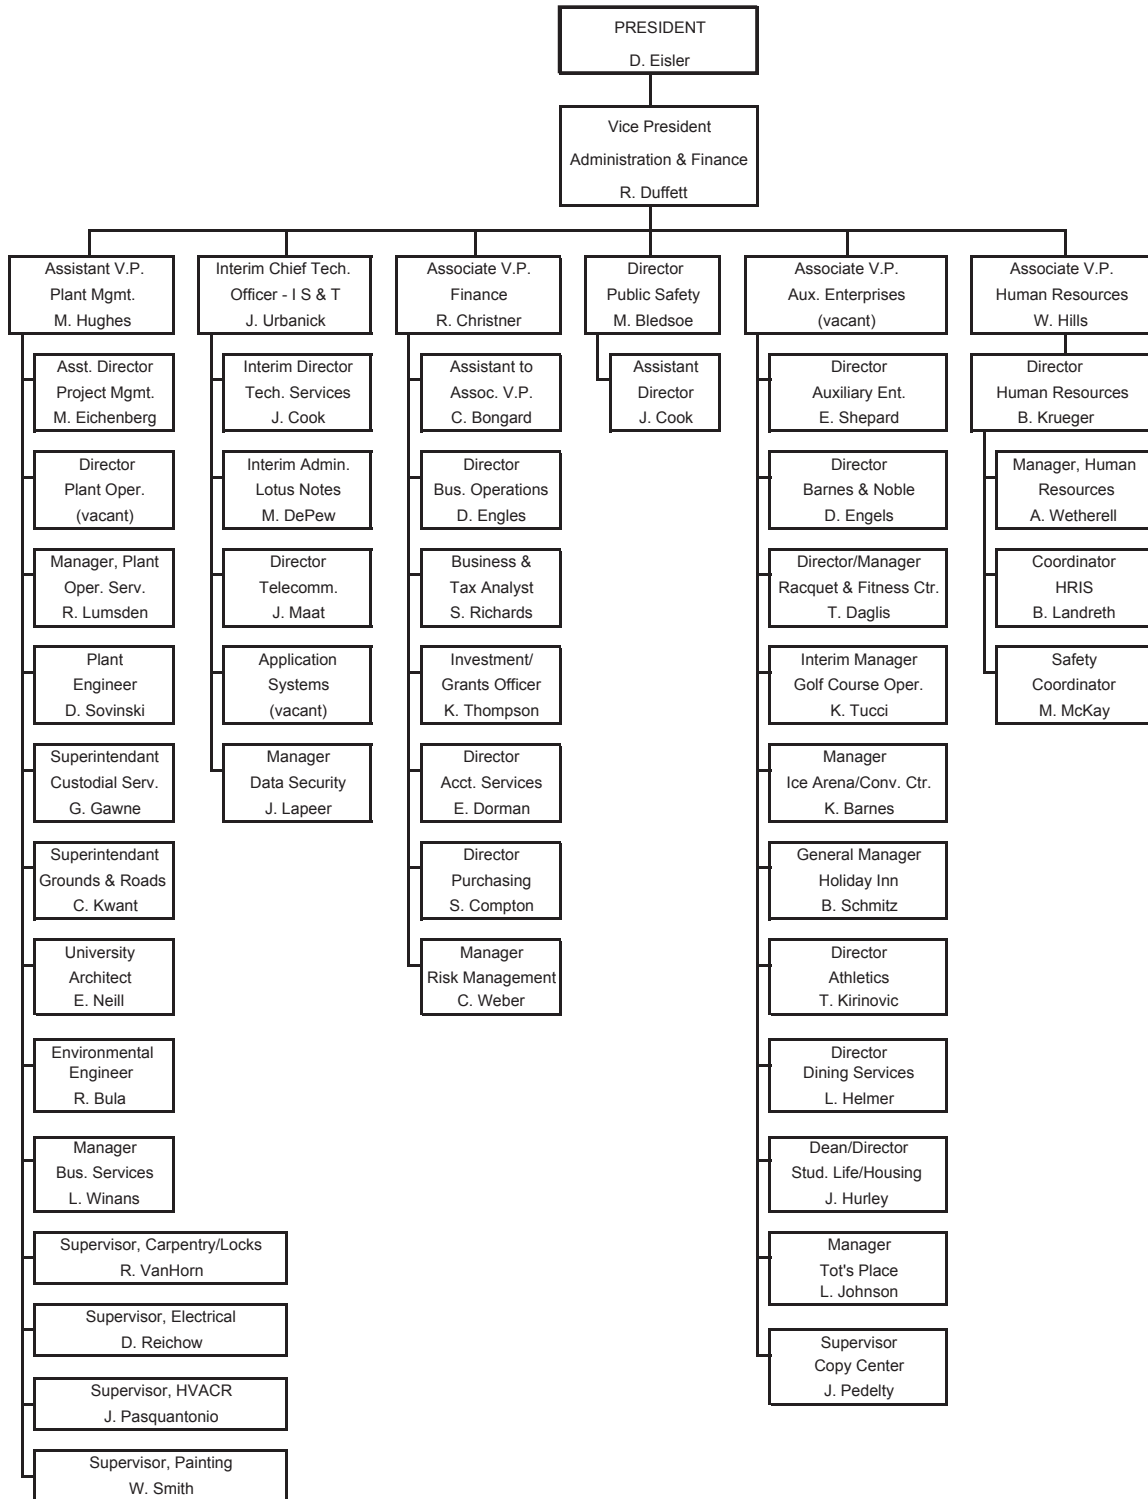 PRESIDENT
D. Eisler
Vice President
Administration & Finance
R. Duffett
Assistant V.P.
Plant Mgmt.
M. Hughes
Interim Chief Tech.
Officer - I S & T
J. Urbanick
Associate V.P.
Finance
R. Christner
Director
Public Safety
M. Bledsoe
Associate V.P.
Aux. Enterprises
(vacant)
Associate V.P.
Human Resources
W. Hills
Asst. Director
Project Mgmt.
M. Eichenberg
Director
Plant Oper.
(vacant)
Manager, Plant
Oper. Serv.
R. Lumsden
Plant
Engineer
D. Sovinski
Superintendant
Custodial Serv.
G. Gawne
Superintendant
Grounds & Roads
C. Kwant
University
Architect
E. Neill
Environmental
Engineer
R. Bula
Manager
Bus. Services
L. Winans
Supervisor, Carpentry/Locks
R. VanHorn
Supervisor, Electrical
D. Reichow
Supervisor, HVACR
J. Pasquantonio
Supervisor, Painting
W. Smith
Interim Director
Tech. Services
J. Cook
Interim Admin.
Lotus Notes
M. DePew
Director
Telecomm.
J. Maat
Application
Systems
(vacant)
Manager
Data Security
J. Lapeer
Assistant to
Assoc. V.P.
C. Bongard
Director
Bus. Operations
D. Engles
Business &
Tax Analyst
S. Richards
Investment/
Grants Officer
K. Thompson
Director
Acct. Services
E. Dorman
Director
Purchasing
S. Compton
Manager
Risk Management
C. Weber
Assistant
Director
J. Cook
Director
Auxiliary Ent.
E. Shepard
Director
Barnes & Noble
D. Engels
Director/Manager
Racquet & Fitness Ctr.
T. Daglis
Interim Manager
Golf Course Oper.
K. Tucci
Manager
Ice Arena/Conv. Ctr.
K. Barnes
General Manager
Holiday Inn
B. Schmitz
Director
Athletics
T. Kirinovic
Director
Dining Services
L. Helmer
Dean/Director
Stud. Life/Housing
J. Hurley
Manager
Tot's Place
L. Johnson
Supervisor
Copy Center
J. Pedelty
Director
Human Resources
B. Krueger
Manager, Human
Resources
A. Wetherell
Coordinator
HRIS
B. Landreth
Safety
Coordinator
M. McKay